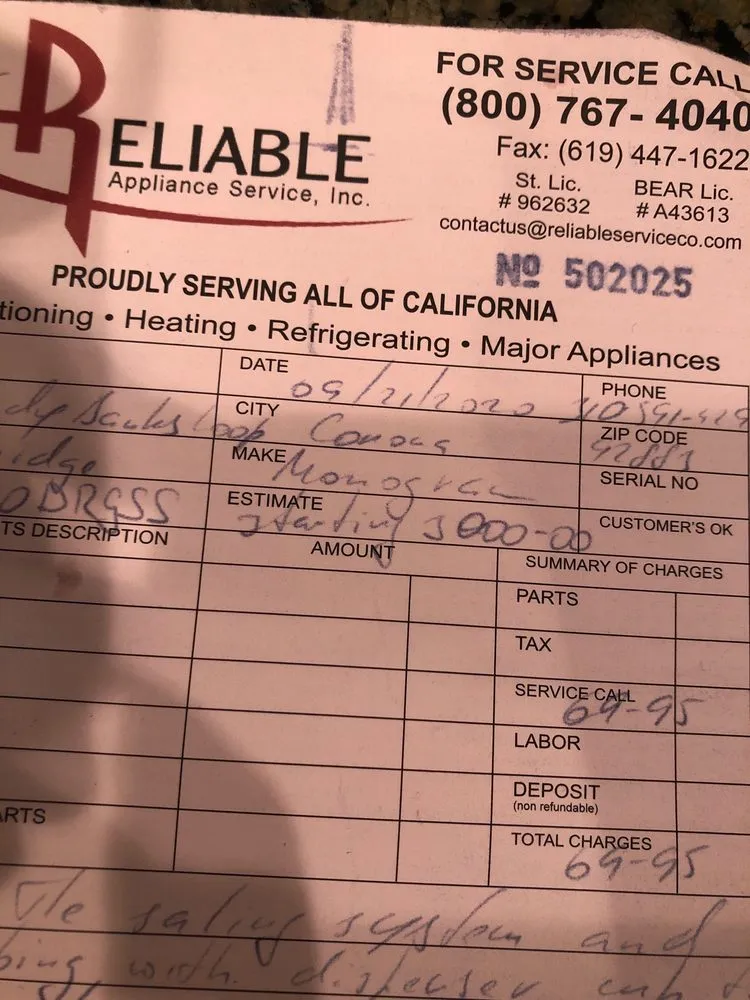 RELIABLE
Appliance Service, Inc.
FOR SERVICE CALL
(800) 767- 4040
Fax: (619) 447-1622
St. Lic. BEAR Lic.
# 962632 # A43613
contactus@reliableserviceco.com
№ 502025
PROUDLY SERVING ALL OF CALIFORNIA
tioning • Heating • Refrigerating • Major Appliances
DATE 09/21/2020 PHONE
CITY Corona ZIP CODE 92883
MAKE Monogram SERIAL NO
ESTIMATE starting 3000-00 CUSTOMER'S OK
TS DESCRIPTION AMOUNT SUMMARY OF CHARGES
PARTS
TAX
SERVICE CALL 69-95
LABOR
DEPOSIT
(non refundable)
ARTS TOTAL CHARGES 69-95
system and
with